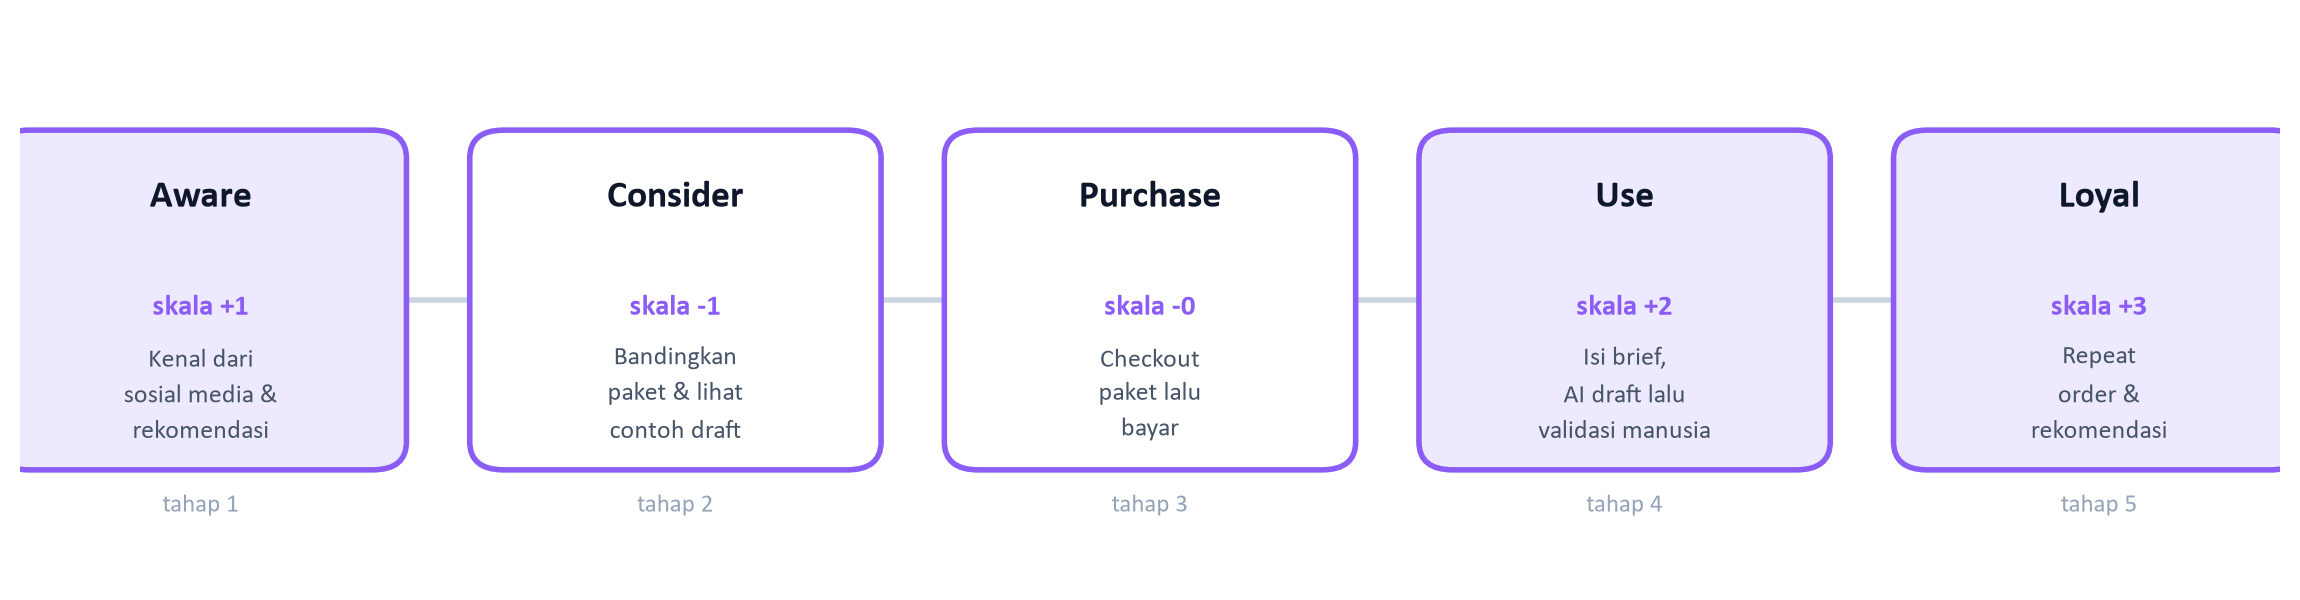 Aware
skala +1
Kenal dari
sosial media &
rekomendasi
tahap 1
Consider
skala -1
Bandingkan
paket & lihat
contoh draft
tahap 2
Purchase
skala -0
Checkout
paket lalu
bayar
tahap 3
Use
skala +2
Isi brief,
AI draft lalu
validasi manusia
tahap 4
Loyal
skala +3
Repeat
order &
rekomendasi
tahap 5